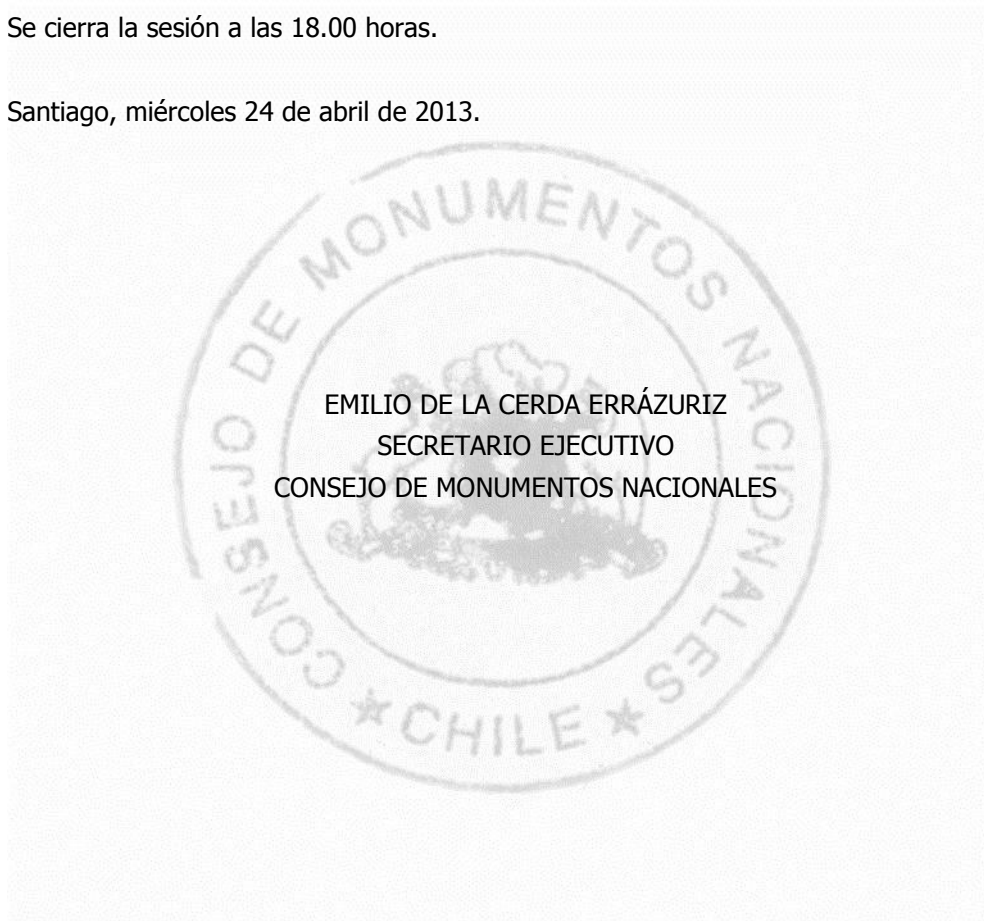 Se cierra la sesión a las 18.00 horas.
Santiago, miércoles 24 de abril de 2013.
EMILIO DE LA CERDA ERRÁZURIZ
SECRETARIO EJECUTIVO
CONSEJO DE MONUMENTOS NACIONALES
CONSEJO DE MONUMENTOS NACIONALES
* CHILE *